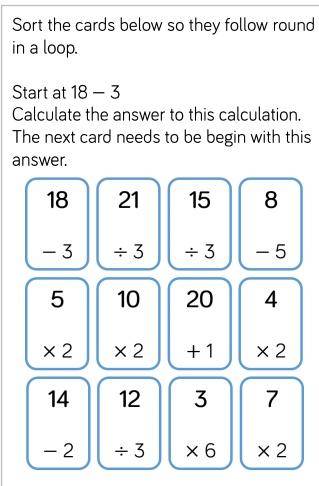 Sort the cards below so they follow round
in a loop.
Start at 18 − 3
Calculate the answer to this calculation.
The next card needs to be begin with this
answer.
18 21 15 8
− 3 ÷ 3 ÷ 3 − 5
5 10 20 4
× 2 × 2 + 1 × 2
14 12 3 7
− 2 ÷ 3 × 6 × 2